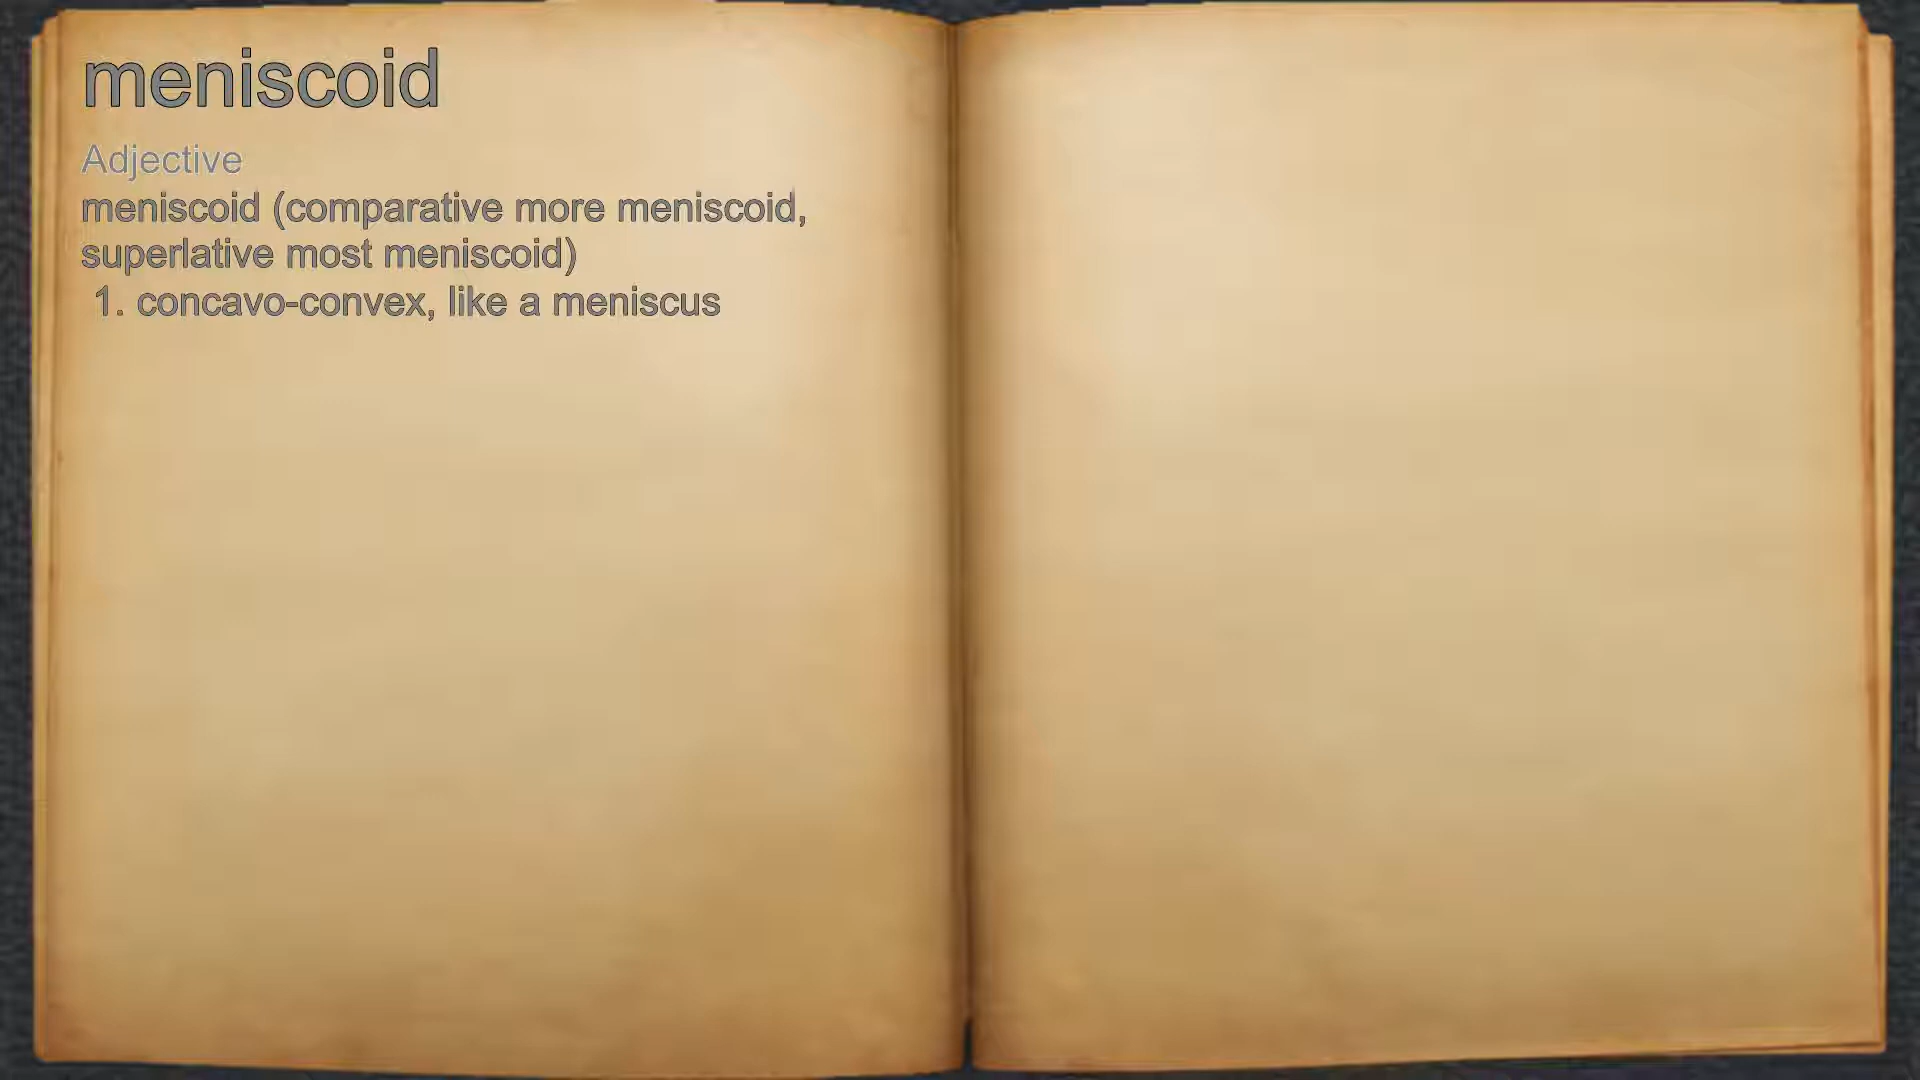 meniscoid
Adjective
meniscoid (comparative more meniscoid,
superlative most meniscoid)
1. concavo-convex, like a meniscus